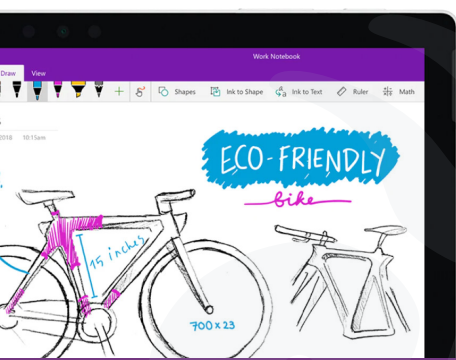 Work Notebook
Draw View
Shapes Ink to Shape Ink to Text Ruler Math
2018 10:15am
ECO-FRIENDLY
bike
15 inches
700 x 23